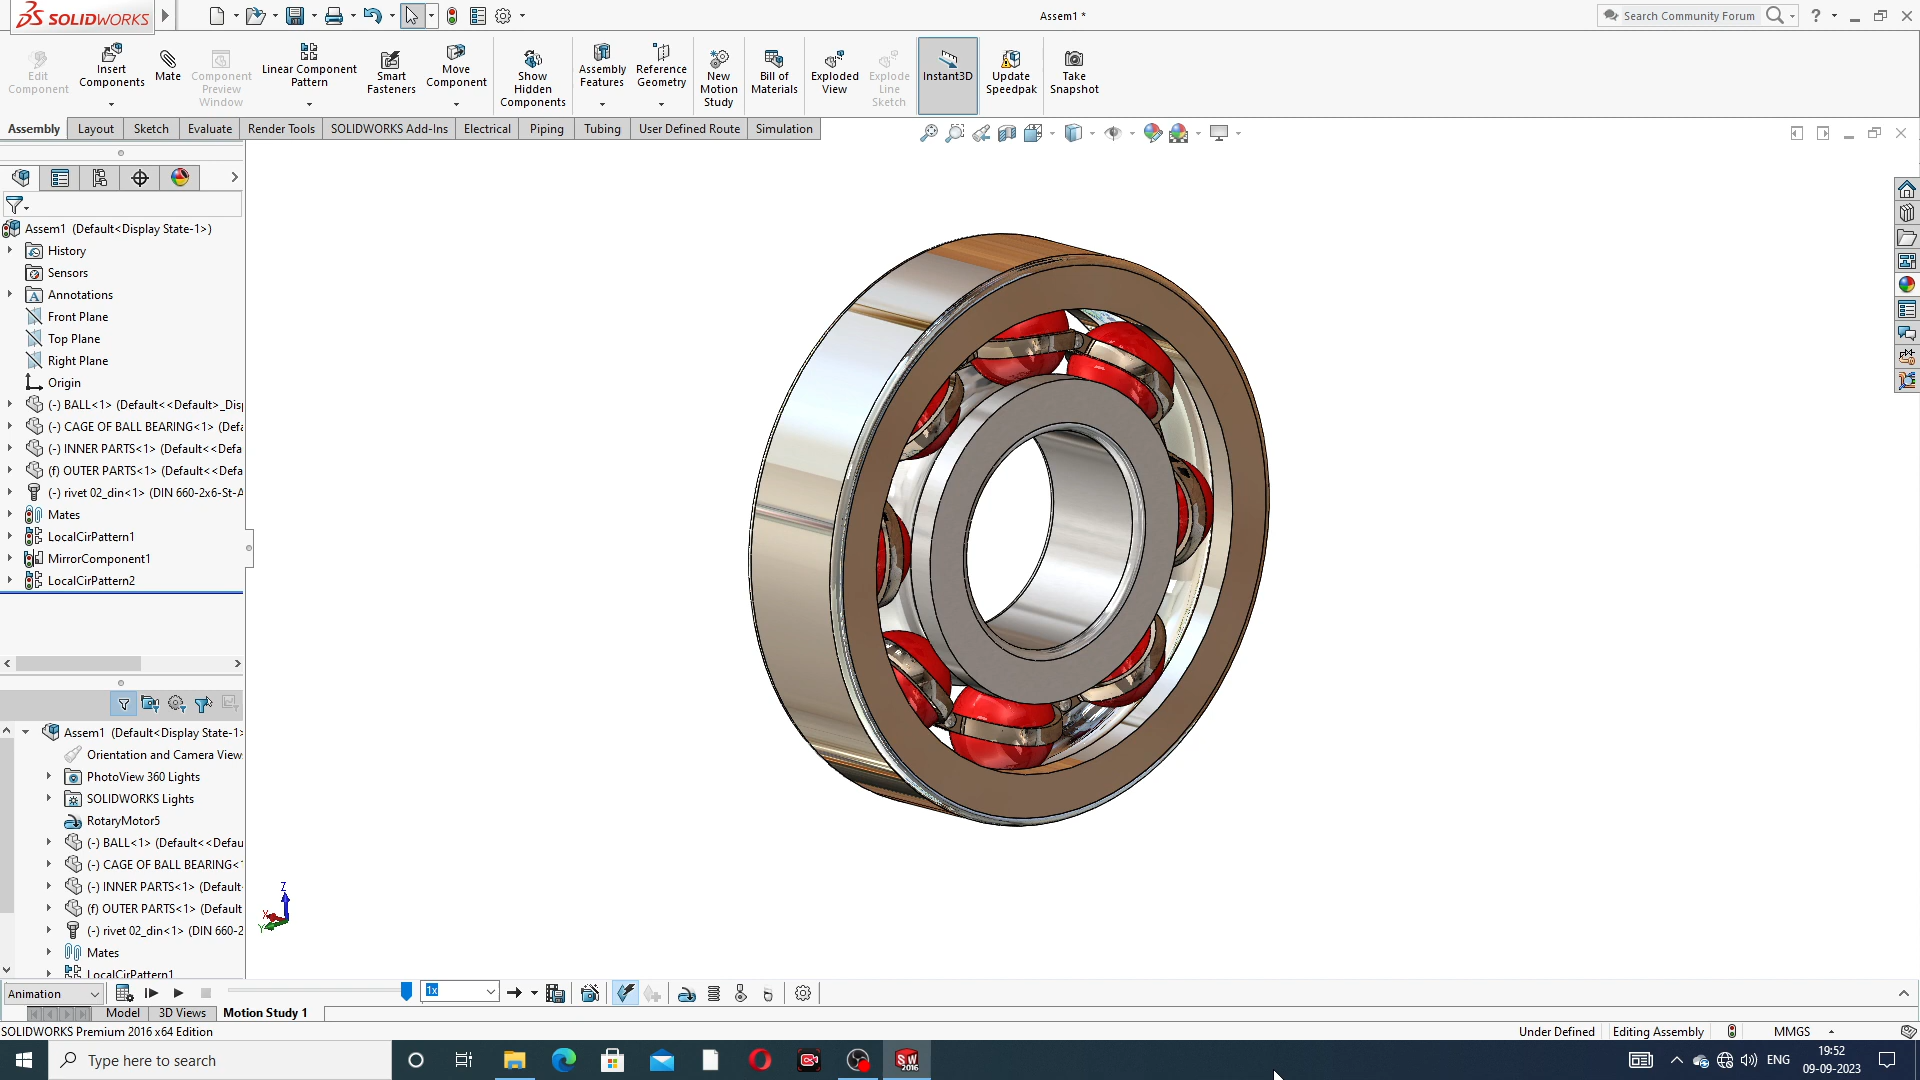 SOLIDWORKS
Assem1 *
Search Community Forum
Edit Component
Insert Components
Mate
Component Preview Window
Linear Component Pattern
Smart Fasteners
Move Component
Show Hidden Components
Assembly Features
Reference Geometry
New Motion Study
Bill of Materials
Exploded View
Explode Line Sketch
Instant3D
Update Speedpak
Take Snapshot
Assembly
Layout
Sketch
Evaluate
Render Tools
SOLIDWORKS Add-Ins
Electrical
Piping
Tubing
User Defined Route
Simulation
Assem1 (Default<Display State-1>)
History
Sensors
Annotations
Front Plane
Top Plane
Right Plane
Origin
(-) BALL<1> (Default<<Default>_Disp
(-) CAGE OF BALL BEARING<1> (Defa
(-) INNER PARTS<1> (Default<<Defa
(f) OUTER PARTS<1> (Default<<Defa
(-) rivet 02_din<1> (DIN 660-2x6-St-A
Mates
LocalCirPattern1
MirrorComponent1
LocalCirPattern2
Assem1 (Default<Display State-1>
Orientation and Camera View
PhotoView 360 Lights
SOLIDWORKS Lights
RotaryMotor5
(-) BALL<1> (Default<<Defau
(-) CAGE OF BALL BEARING<1
(-) INNER PARTS<1> (Default
(f) OUTER PARTS<1> (Default
(-) rivet 02_din<1> (DIN 660-2
Mates
LocalCirPattern1
Z
X
Y
Animation
1x
Model
3D Views
Motion Study 1
SOLIDWORKS Premium 2016 x64 Edition
Under Defined
Editing Assembly
MMGS
Type here to search
SW
2016
ENG
19:52
09-09-2023